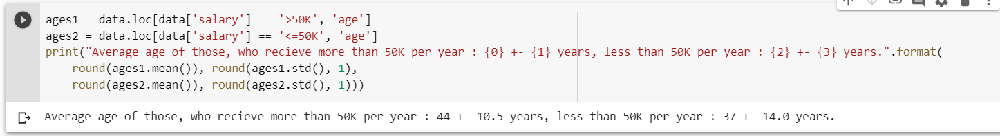 ages1 = data.loc[data['salary'] == '>50K', 'age']
ages2 = data.loc[data['salary'] == '<=50K', 'age']
print("Average age of those, who recieve more than 50K per year : {0} +- {1} years, less than 50K per year : {2} +- {3} years.".format(
    round(ages1.mean()), round(ages1.std(), 1),
    round(ages2.mean()), round(ages2.std(), 1)))
Average age of those, who recieve more than 50K per year : 44 +- 10.5 years, less than 50K per year : 37 +- 14.0 years.